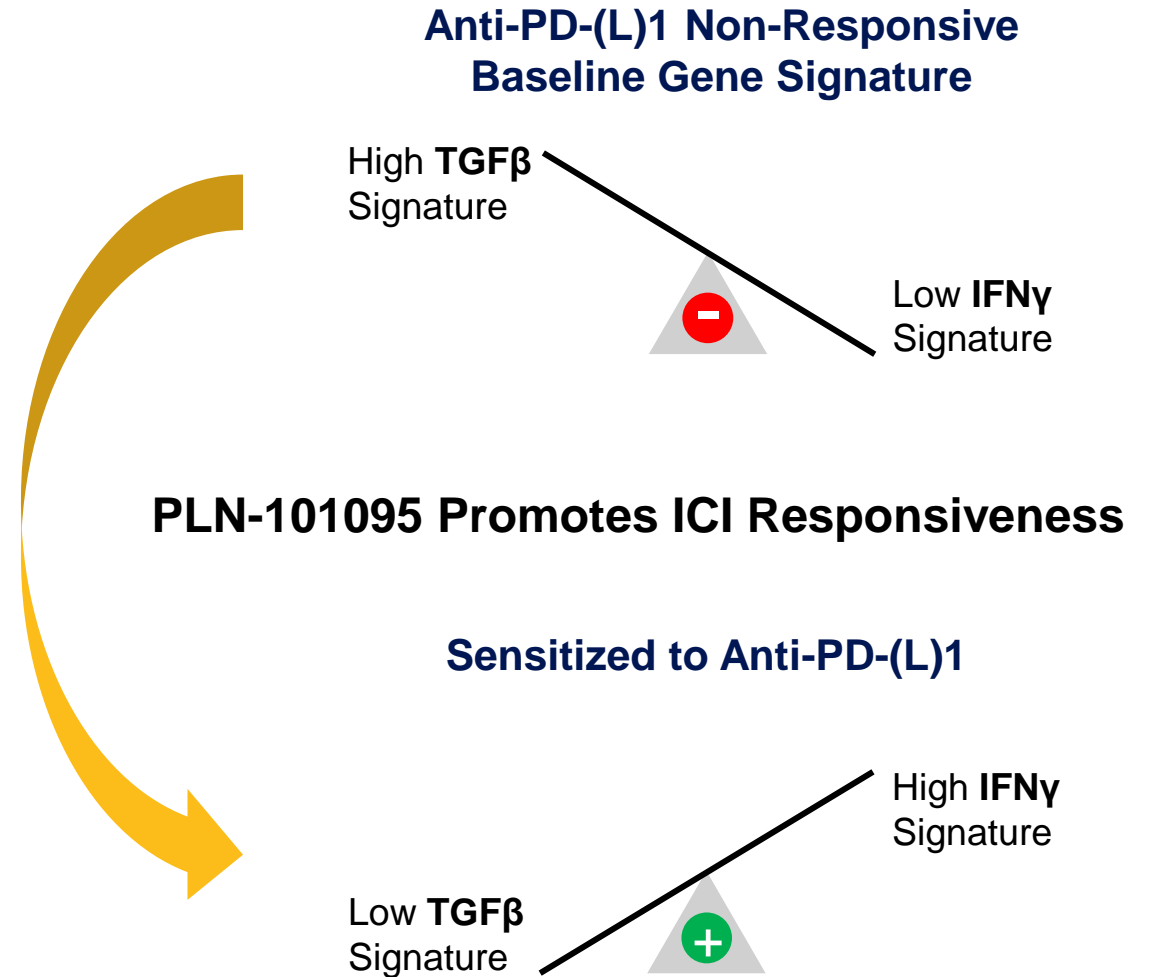 Anti-PD-(L)1 Non-Responsive
Baseline Gene Signature
High TGFβ
Signature
Low IFNγ
Signature
-
PLN-101095 Promotes ICI Responsiveness
Sensitized to Anti-PD-(L)1
High IFNγ
Signature
Low TGFβ
Signature
+